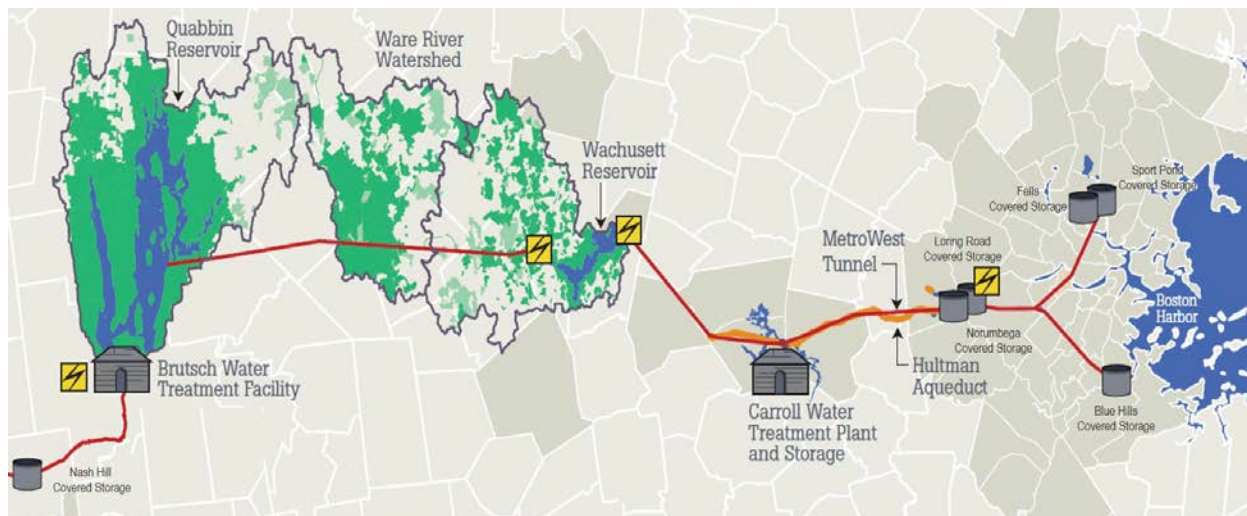 Quabbin
Reservoir
Ware River
Watershed
Wachusett
Reservoir
Sport Pond
Covered Storage
Fells
Covered Storage
MetroWest
Tunnel
Loring Road
Covered Storage
Boston
Harbor
Norumbega
Covered Storage
Hultman
Aqueduct
Brutsch Water
Treatment Facility
Carroll Water
Treatment Plant
and Storage
Blue Hills
Covered Storage
Nash Hill
Covered Storage